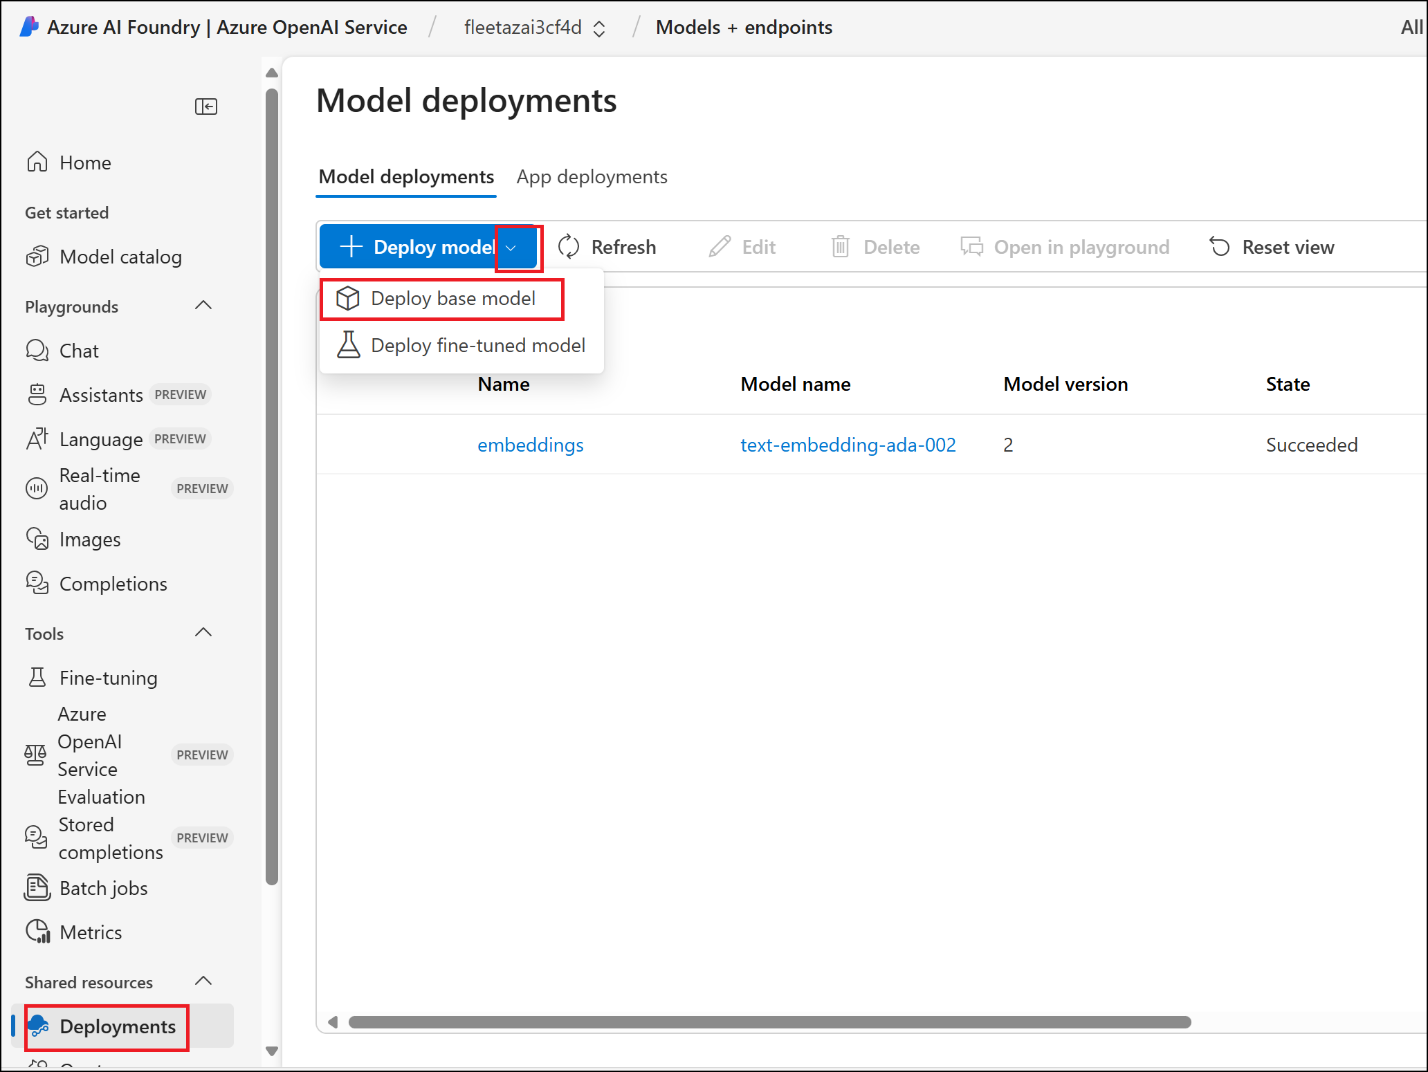 Azure AI Foundry | Azure OpenAI Service / fleetazai3cf4d / Models + endpoints All
Model deployments
Home
Model deployments App deployments
Get started
Deploy model Refresh Edit Delete Open in playground Reset view
Model catalog
Deploy base model
Playgrounds
Deploy fine-tuned model
Chat
Name Model name Model version State
Assistants PREVIEW
Language PREVIEW
embeddings text-embedding-ada-002 2 Succeeded
Real-time
audio PREVIEW
Images
Completions
Tools
Fine-tuning
Azure
OpenAI
Service
Evaluation PREVIEW
Stored
completions PREVIEW
Batch jobs
Metrics
Shared resources
Deployments